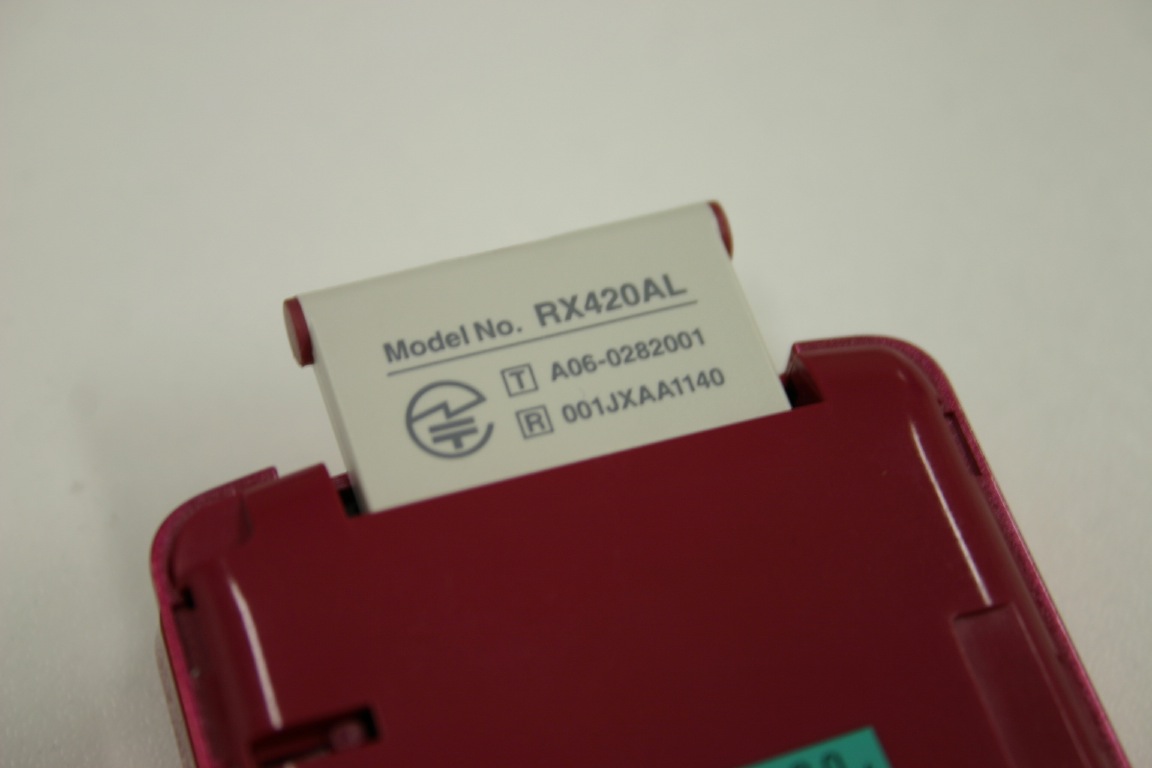 Model No. RX420AL
T A06-0282001
R 001JXAA1140